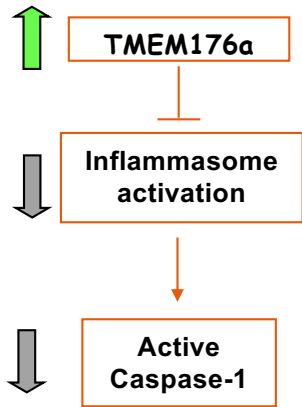 TMEM176a
Inflammasome
activation
Active
Caspase-1